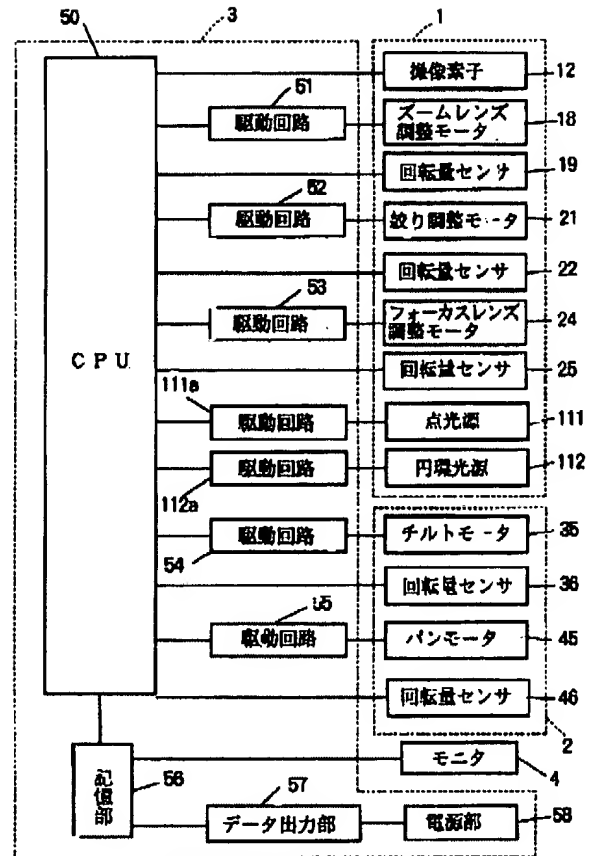 50
3
1
撮像素子
12
51
駆動回路
ズームレンズ
調整モータ
18
回転量センサ
19
52
駆動回路
絞り調整モータ
21
回転量センサ
22
53
駆動回路
フォーカスレンズ
調整モータ
24
CPU
回転量センサ
25
111a
駆動回路
点光源
111
駆動回路
円環光源
112
112a
駆動回路
チルトモータ
35
54
回転量センサ
36
55
駆動回路
パンモータ
45
回転量センサ
46
2
記憶部
56
モニタ
4
57
データ出力部
電源部
58